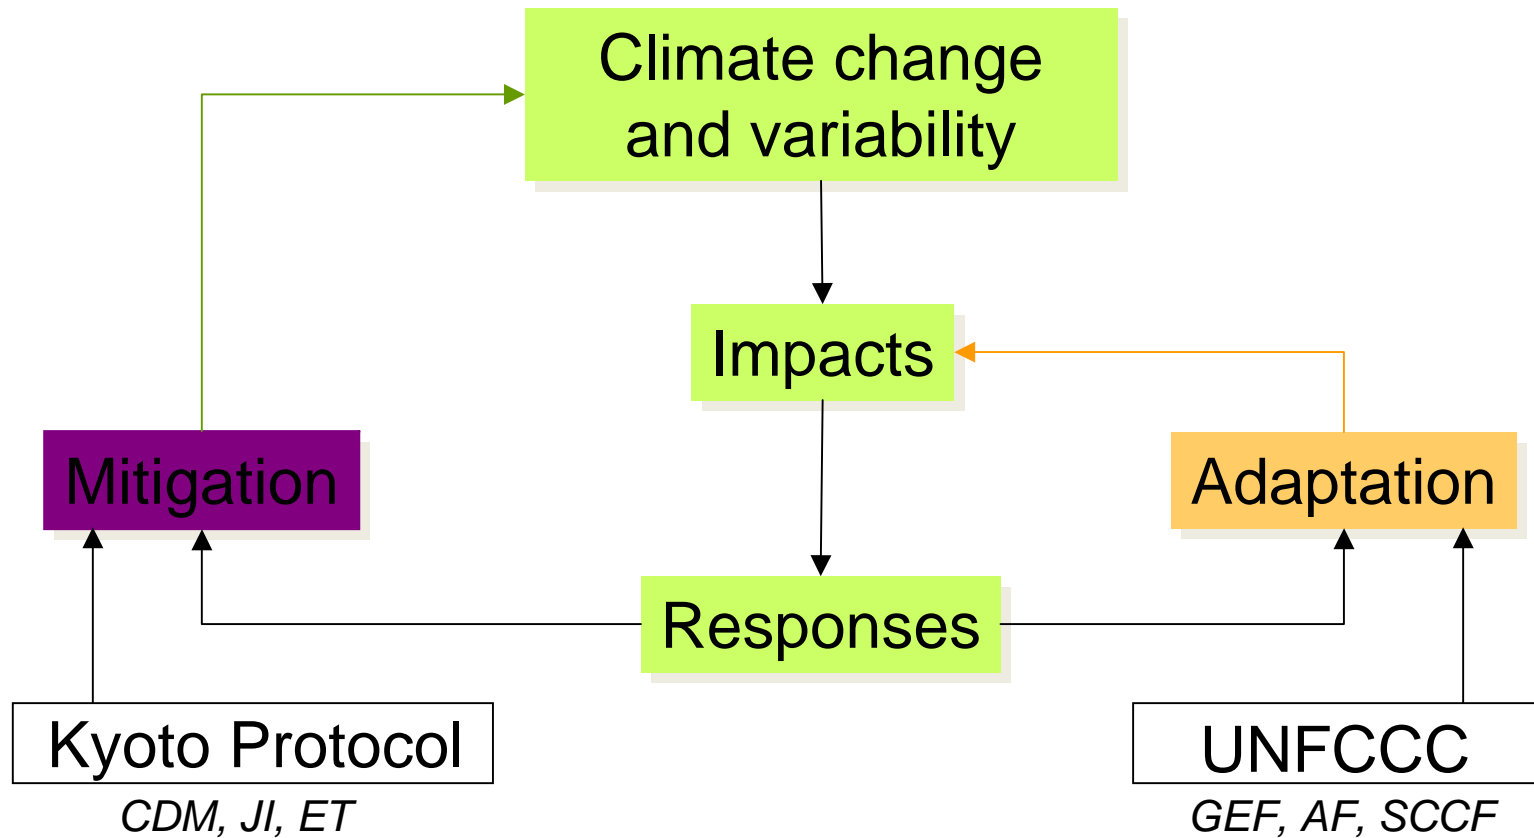 Climate change
and variability
Impacts
Mitigation
Adaptation
Responses
Kyoto Protocol
UNFCCC
CDM, JI, ET
GEF, AF, SCCF